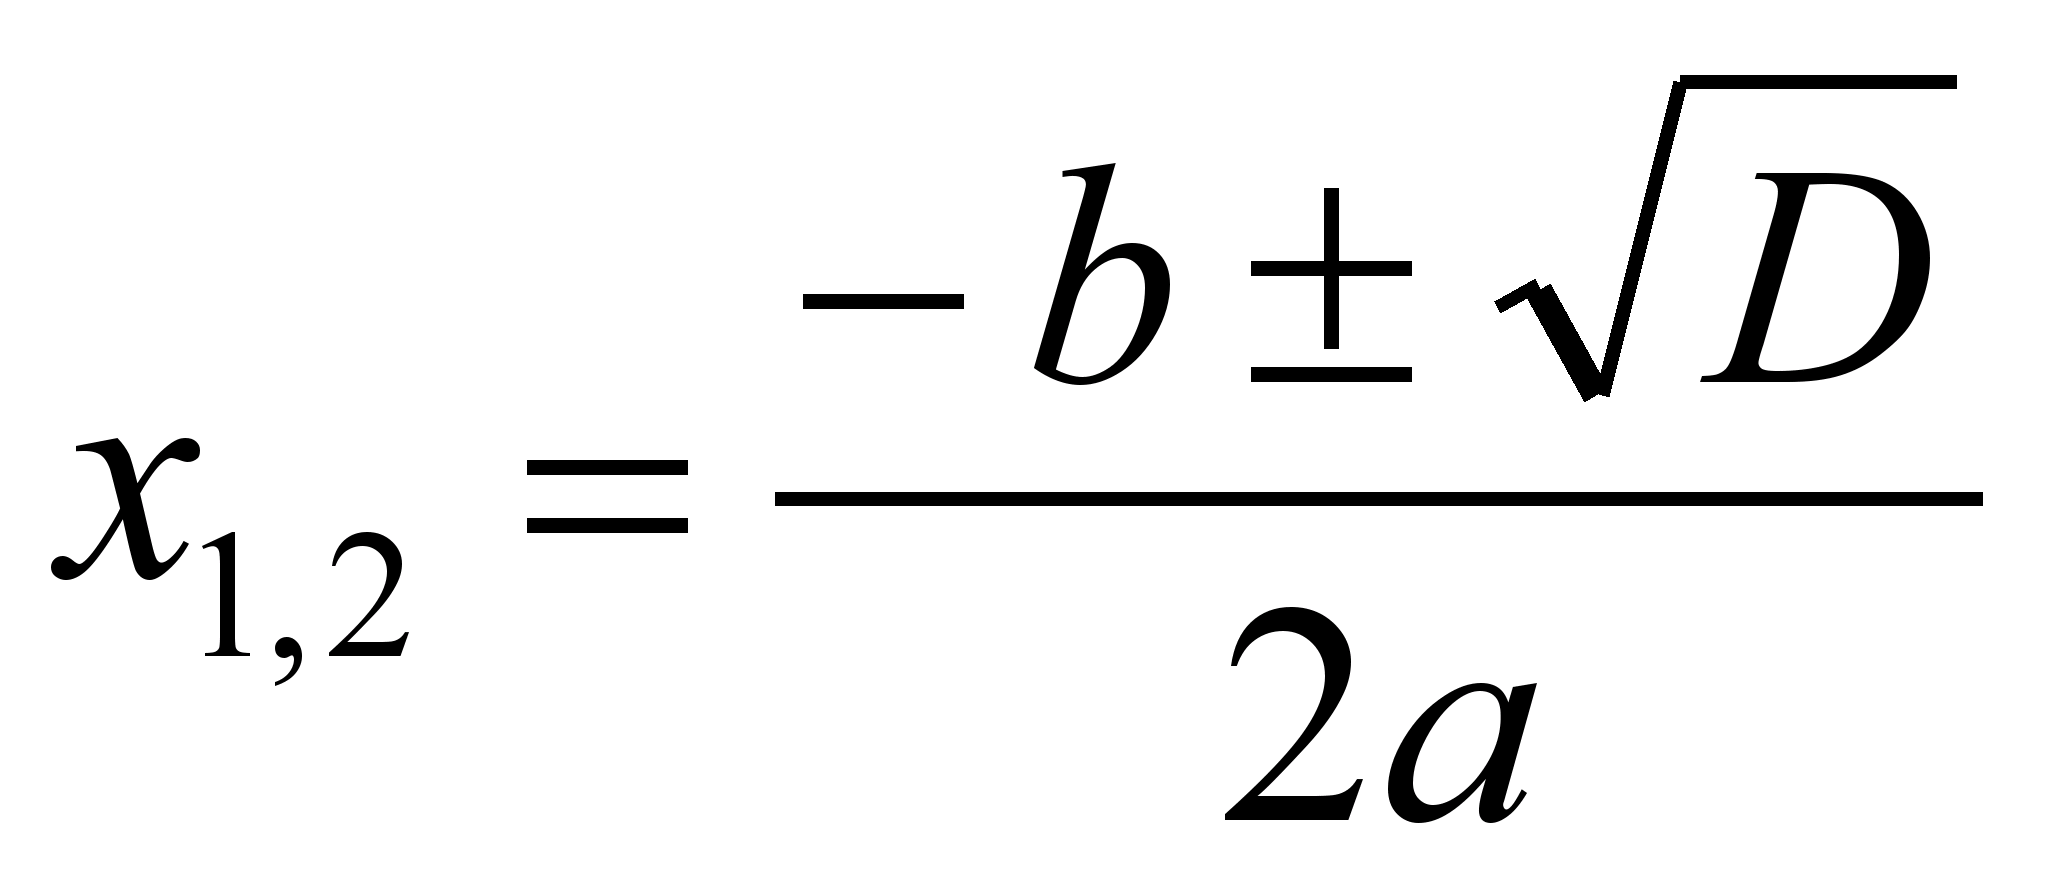 x₁,₂ = (−b ± √D) / 2a